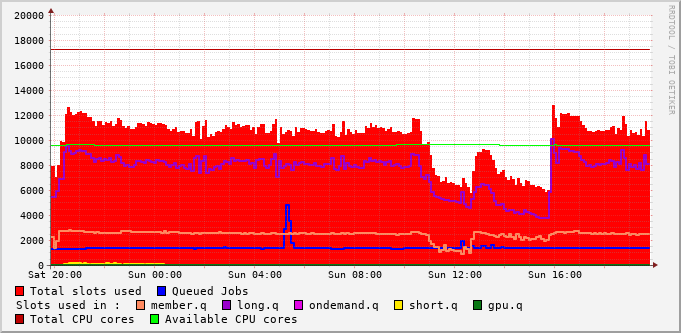 20000
18000
16000
14000
12000
10000
8000
6000
4000
2000
0
Sat 20:00 Sun 00:00 Sun 04:00 Sun 08:00 Sun 12:00 Sun 16:00
Total slots used Queued Jobs
Slots used in : member.q long.q ondemand.q short.q gpu.q
Total CPU cores Available CPU cores
RRDTOOL / TOBI OETIKER